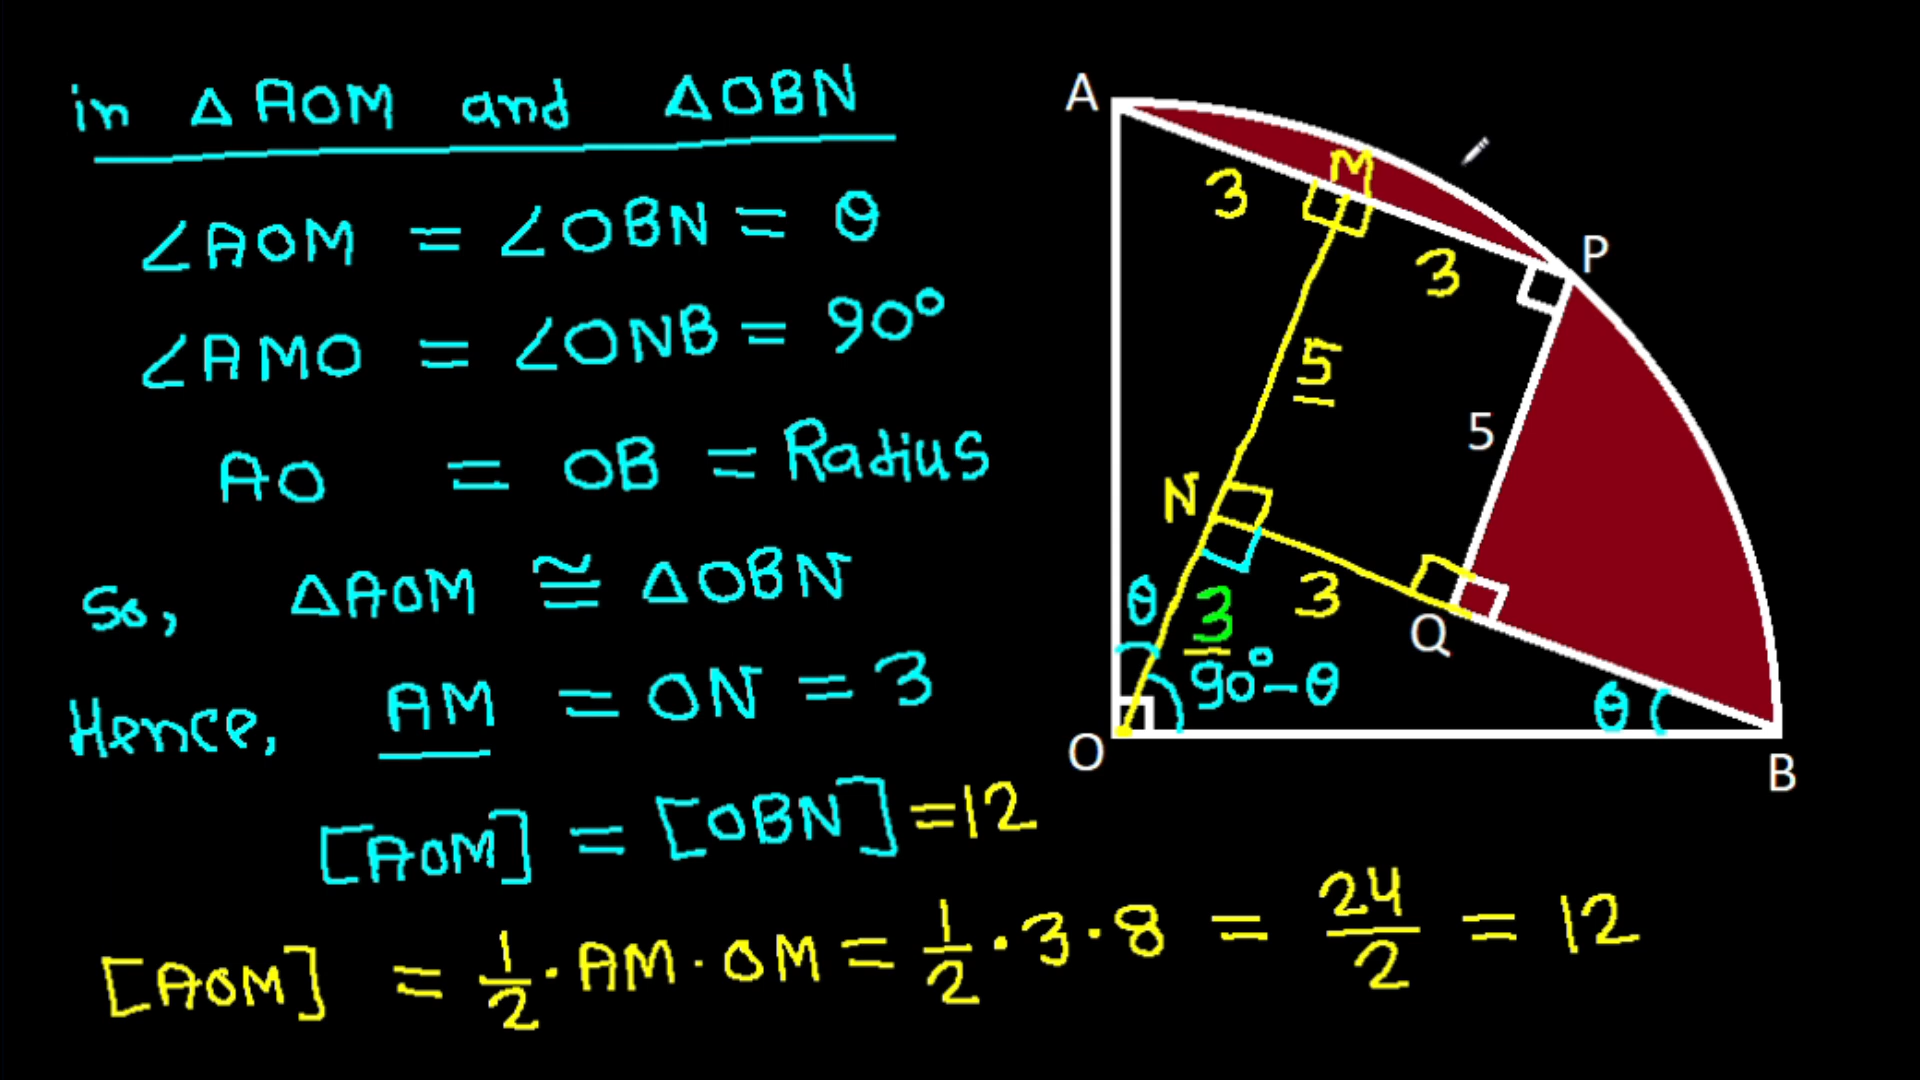 in △AOM and △OBN
∠AOM = ∠OBN = θ
∠AMO = ∠ONB = 90°
AO = OB = Radius
So, △AOM ≅ △OBN
Hence, AM = ON = 3
[AOM] = [OBN] = 12
[AOM] = 1/2 · AM · OM = 1/2 · 3 · 8 = 24/2 = 12
A
M
3
P
3
5
5
N
θ
3
3
Q
90° - θ
θ
O
B